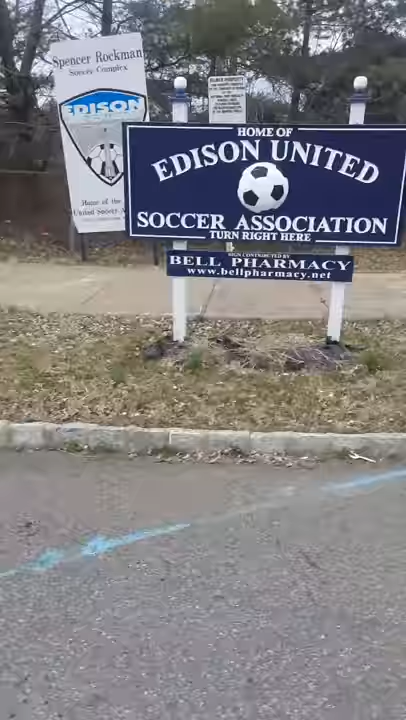 Spencer Rockman
Soccer Complex
EDISON
Home of the
United Soccer A
HOME OF
EDISON UNITED
SOCCER ASSOCIATION
TURN RIGHT HERE
SIGN CONTRIBUTED BY
BELL PHARMACY
www.bellpharmacy.net